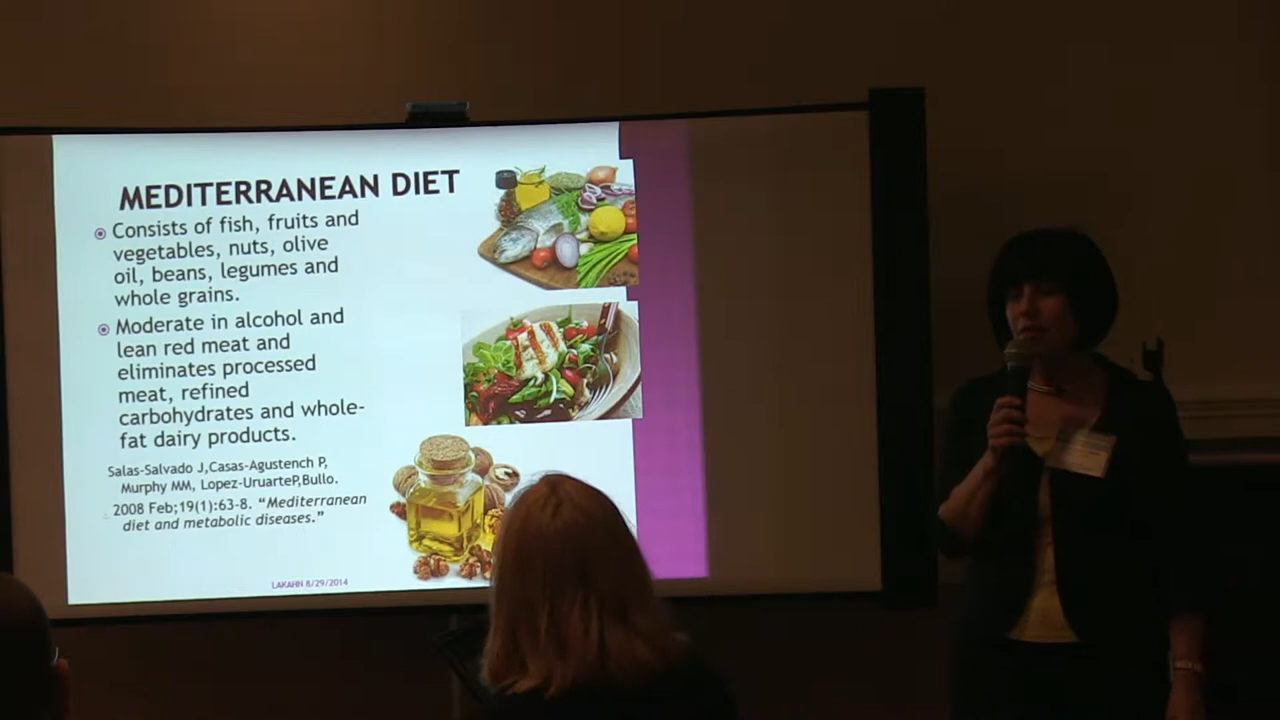 MEDITERRANEAN DIET
Consists of fish, fruits and
vegetables, nuts, olive
oil, beans, legumes and
whole grains.
Moderate in alcohol and
lean red meat and
eliminates processed
meat, refined
carbohydrates and whole-
fat dairy products.
Salas-Salvado J,Casas-Agustench P,
Murphy MM, Lopez-UruarteP,Bullo.
2008 Feb;19(1):63-8. “Mediterranean
diet and metabolic diseases.”
LAKAHN 8/29/2014